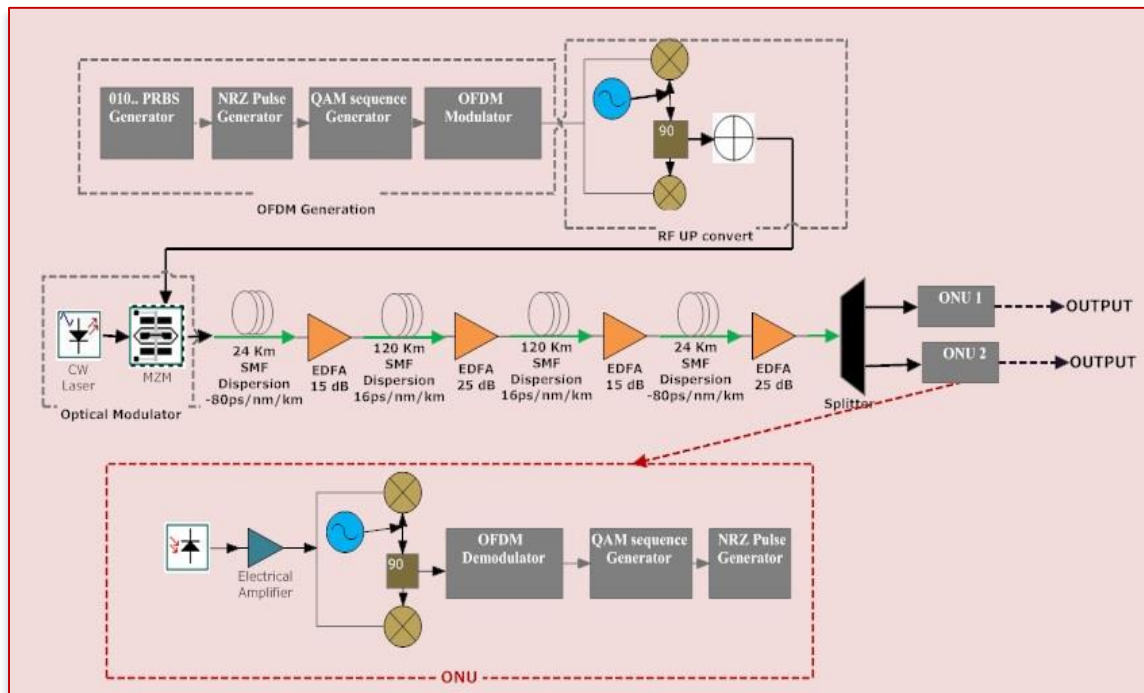 010.. PRBS
Generator
NRZ Pulse
Generator
QAM sequence
Generator
OFDM
Modulator
90
OFDM Generation
RF UP convert
CW
Laser
MZM
Optical Modulator
24 Km
SMF
Dispersion
-80ps/nm/km
EDFA
15 dB
120 Km
SMF
Dispersion
16ps/nm/km
EDFA
25 dB
120 Km
SMF
Dispersion
16ps/nm/km
EDFA
15 dB
24 Km
SMF
Dispersion
-80ps/nm/km
EDFA
25 dB
Splitter
ONU 1
OUTPUT
ONU 2
OUTPUT
Electrical
Amplifier
90
OFDM
Demodulator
QAM sequence
Generator
NRZ Pulse
Generator
ONU